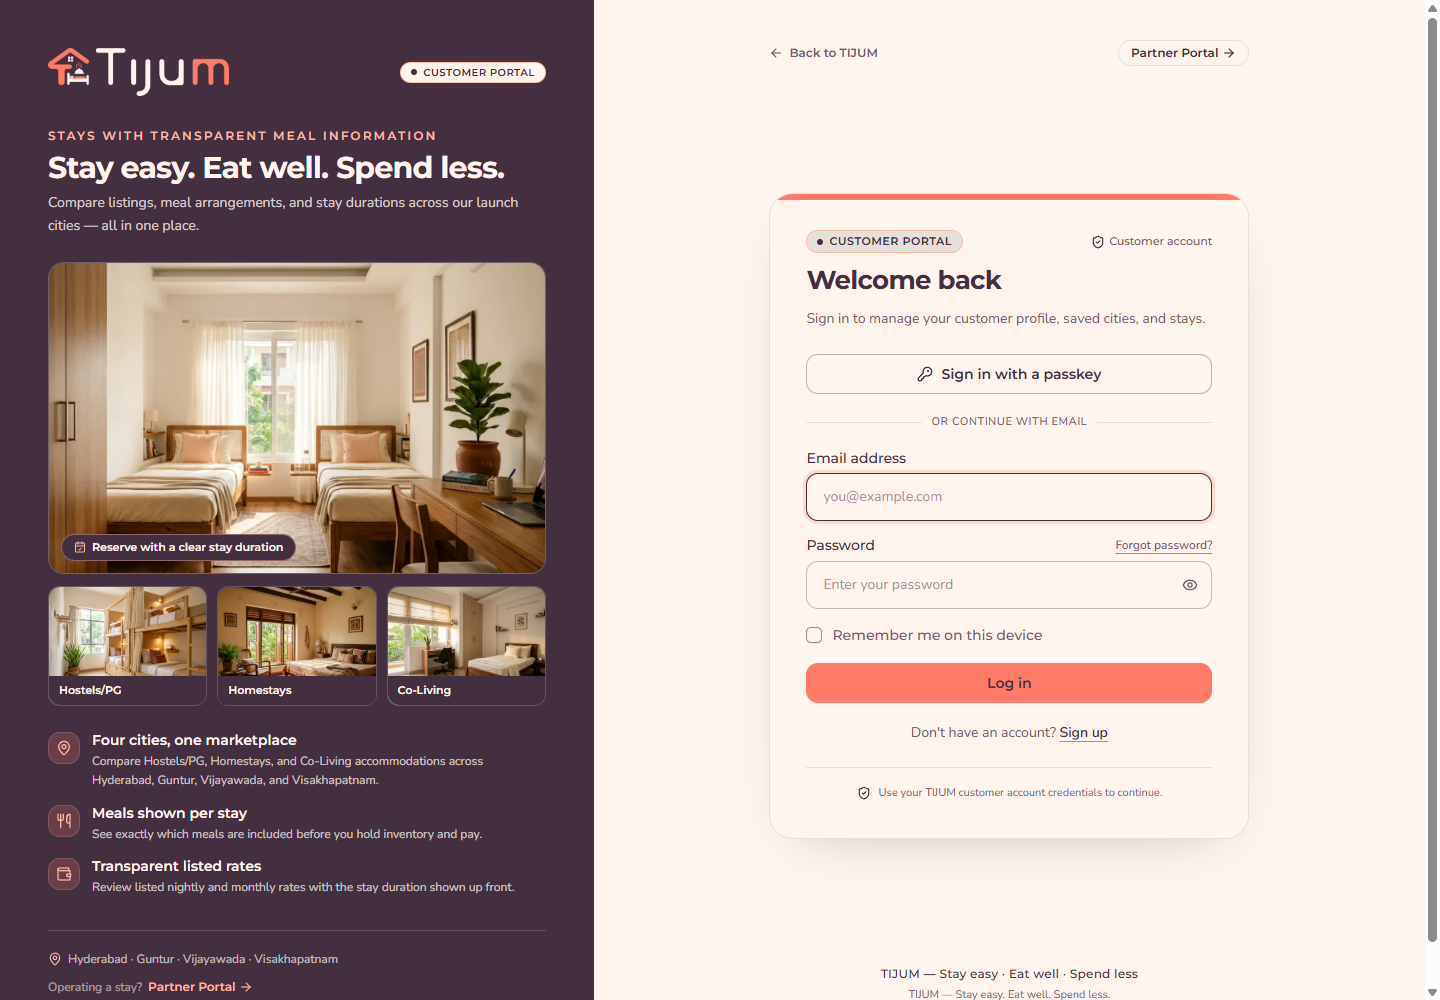 Tijum
CUSTOMER PORTAL
STAYS WITH TRANSPARENT MEAL INFORMATION
Stay easy. Eat well. Spend less.
Compare listings, meal arrangements, and stay durations across our launch
cities — all in one place.
Reserve with a clear stay duration
Hostels/PG
Homestays
Co-Living
Four cities, one marketplace
Compare Hostels/PG, Homestays, and Co-Living accommodations across
Hyderabad, Guntur, Vijayawada, and Visakhapatnam.
Meals shown per stay
See exactly which meals are included before you hold inventory and pay.
Transparent listed rates
Review listed nightly and monthly rates with the stay duration shown up front.
Hyderabad · Guntur · Vijayawada · Visakhapatnam
Operating a stay? Partner Portal →
← Back to TIJUM
Partner Portal →
CUSTOMER PORTAL
Customer account
Welcome back
Sign in to manage your customer profile, saved cities, and stays.
Sign in with a passkey
OR CONTINUE WITH EMAIL
Email address
you@example.com
Password
Forgot password?
Enter your password
Remember me on this device
Log in
Don't have an account? Sign up
Use your TIJUM customer account credentials to continue.
TIJUM — Stay easy · Eat well · Spend less
TIJUM — Stay easy. Eat well. Spend less.